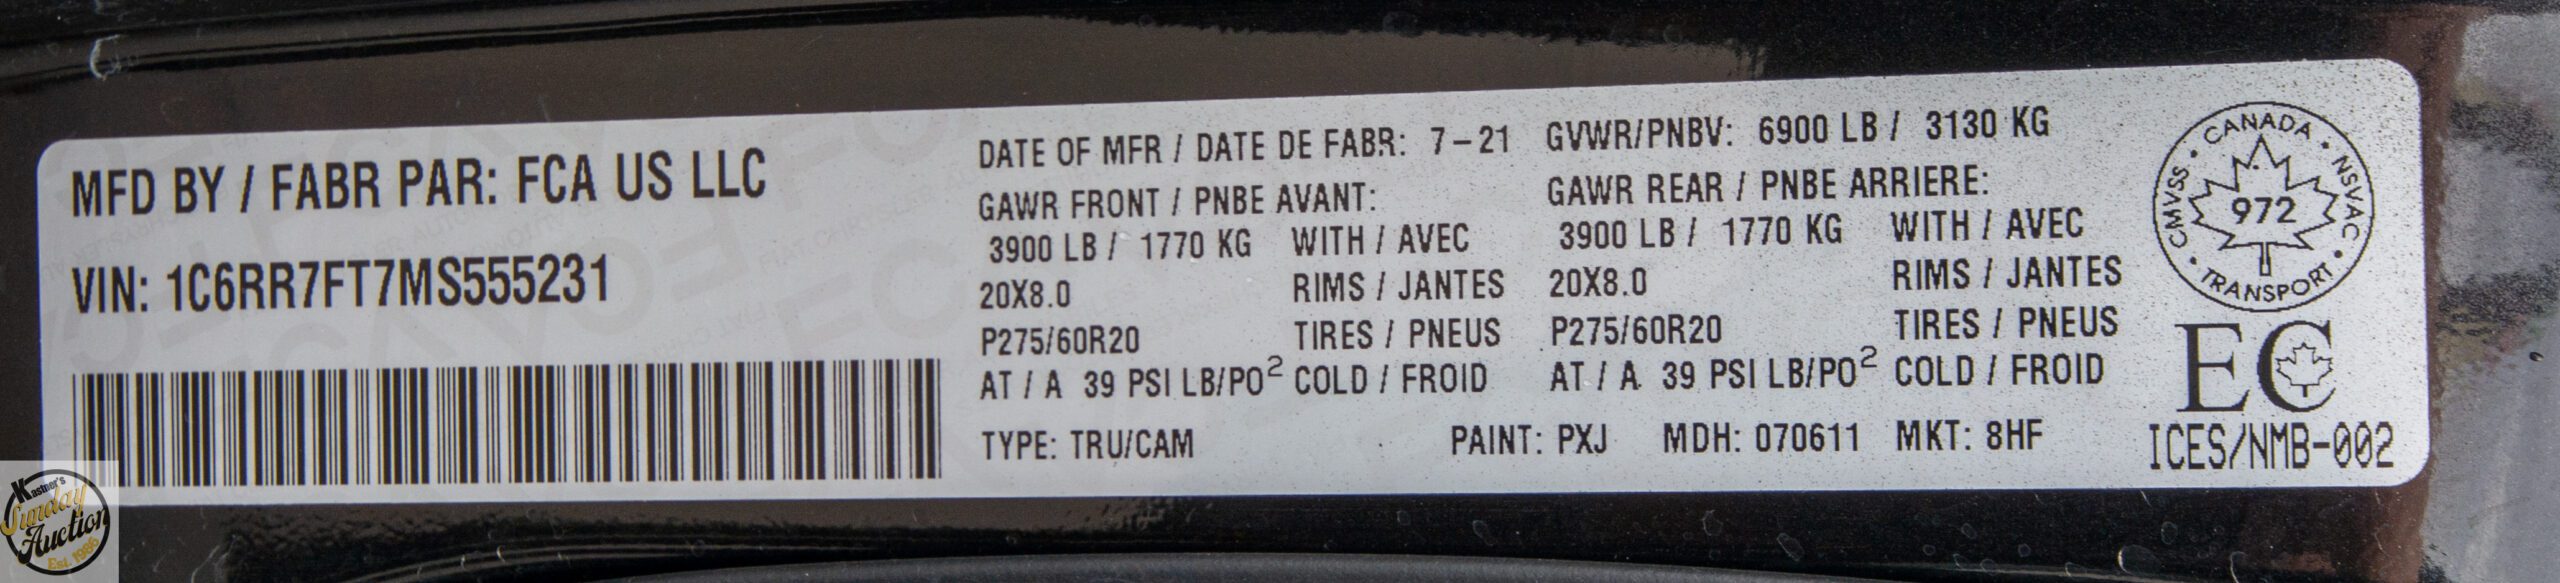 MFD BY / FABR PAR: FCA US LLC
VIN: 1C6RR7FT7MS555231
DATE OF MFR / DATE DE FABR: 7-21
GVWR/PNBV: 6900 LB / 3130 KG
GAWR FRONT / PNBE AVANT:
3900 LB / 1770 KG WITH / AVEC
20X8.0 RIMS / JANTES
P275/60R20 TIRES / PNEUS
AT / A 39 PSI LB/PO² COLD / FROID
GAWR REAR / PNBE ARRIERE:
3900 LB / 1770 KG WITH / AVEC
20X8.0 RIMS / JANTES
P275/60R20 TIRES / PNEUS
AT / A 39 PSI LB/PO² COLD / FROID
TYPE: TRU/CAM PAINT: PXJ MDH: 070611 MKT: 8HF
CMVSS · CANADA · NSVAC · TRANSPORT ·
972
EC
ICES/NMB-002
Kastner's
Sunday
Auction
Est. 1986